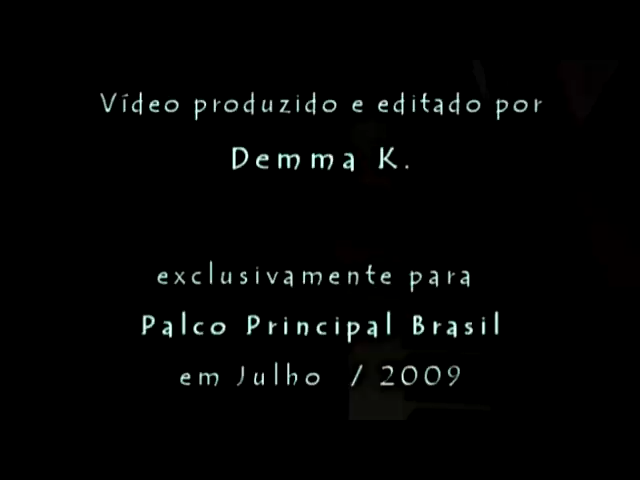 Vídeo produzido e editado por
Demma K.
exclusivamente para
Palco Principal Brasil
em Julho / 2009